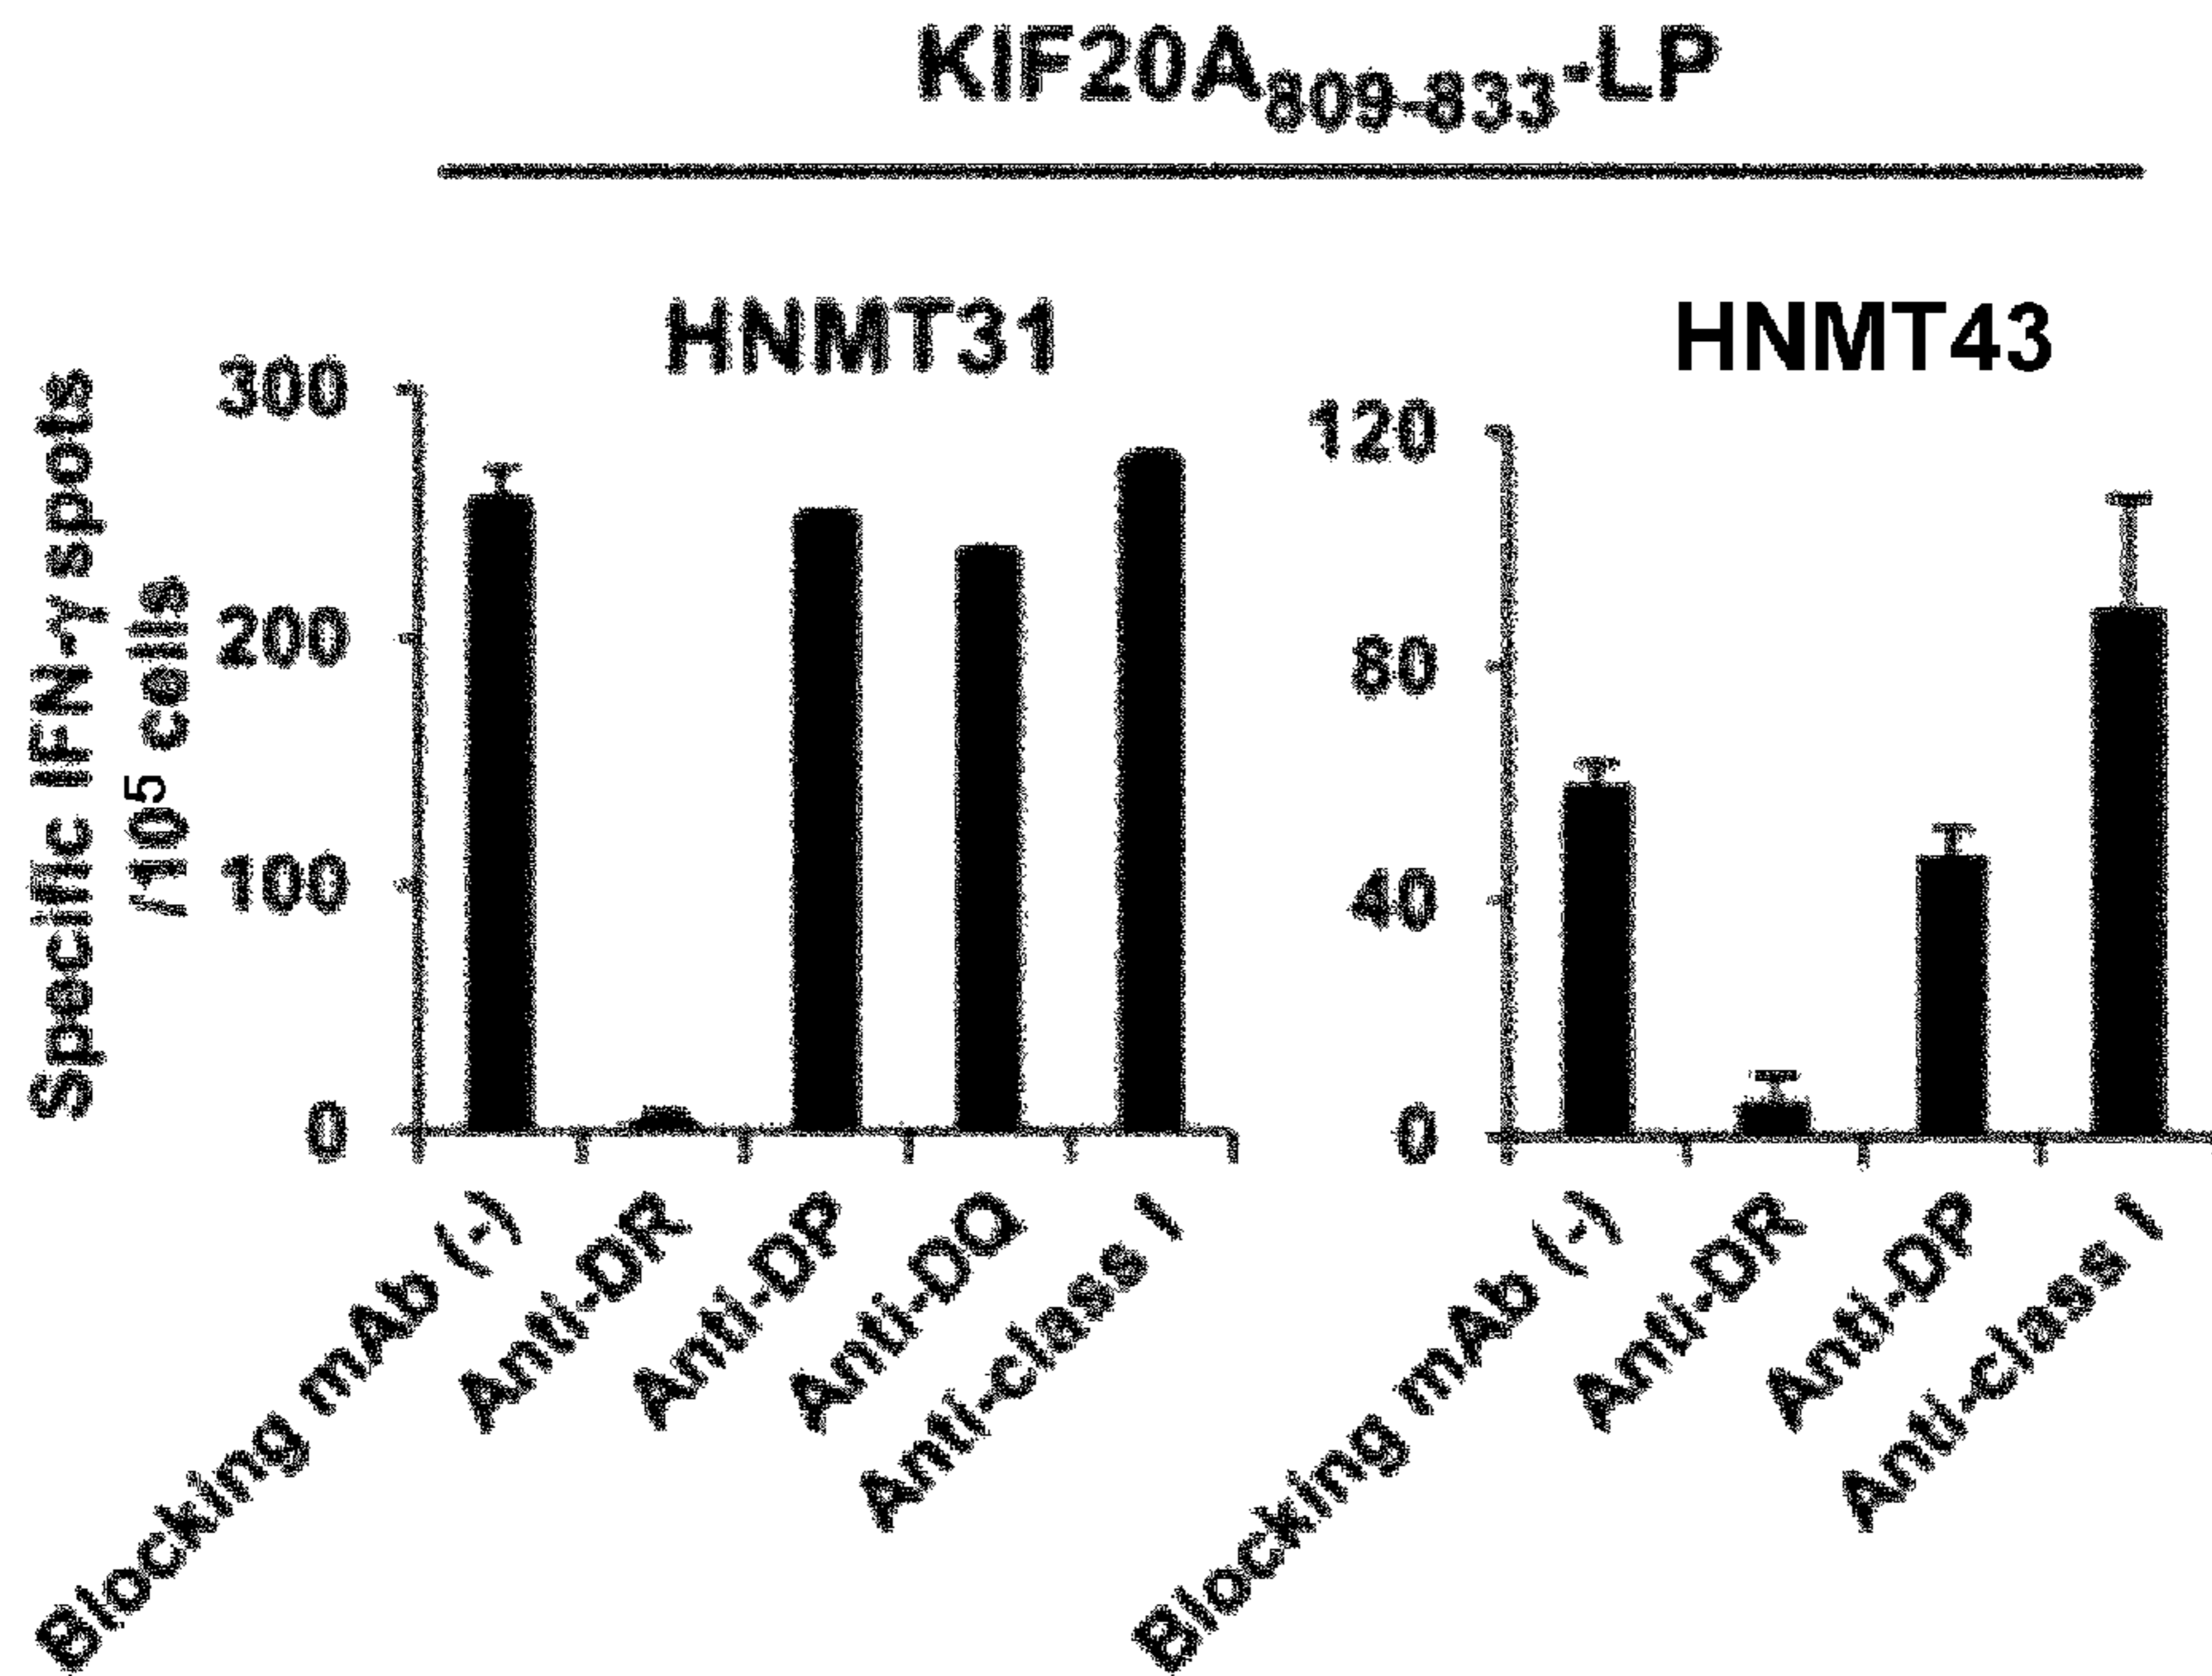 KIF20A809-833-LP
HNMT31
HNMT43
Specific IFN-γ spots
/10⁵ cells
300
200
100
0
120
80
40
0
Blocking mAb (-)
Anti-DR
Anti-DP
Anti-DQ
Anti-class I
Blocking mAb (-)
Anti-DR
Anti-DP
Anti-class I